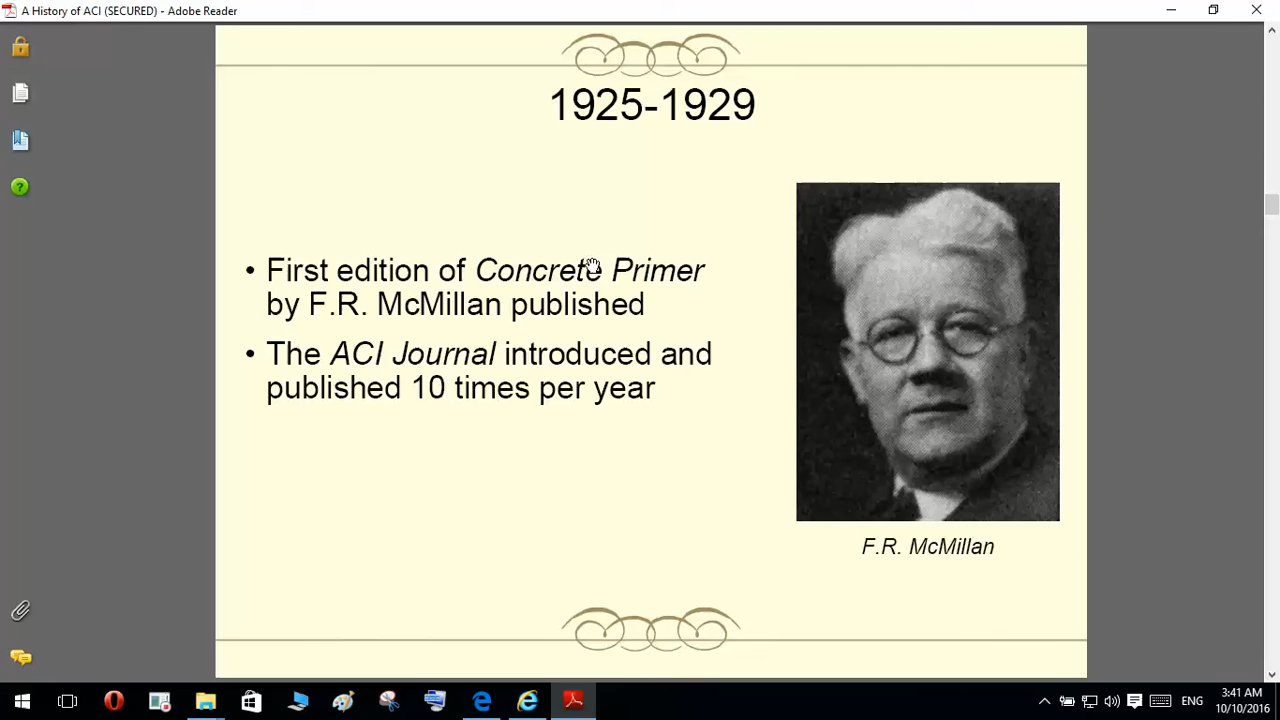 A History of ACI (SECURED) - Adobe Reader
1925-1929
• First edition of Concrete Primer
by F.R. McMillan published
• The ACI Journal introduced and
published 10 times per year
F.R. McMillan
ENG
3:41 AM
10/10/2016